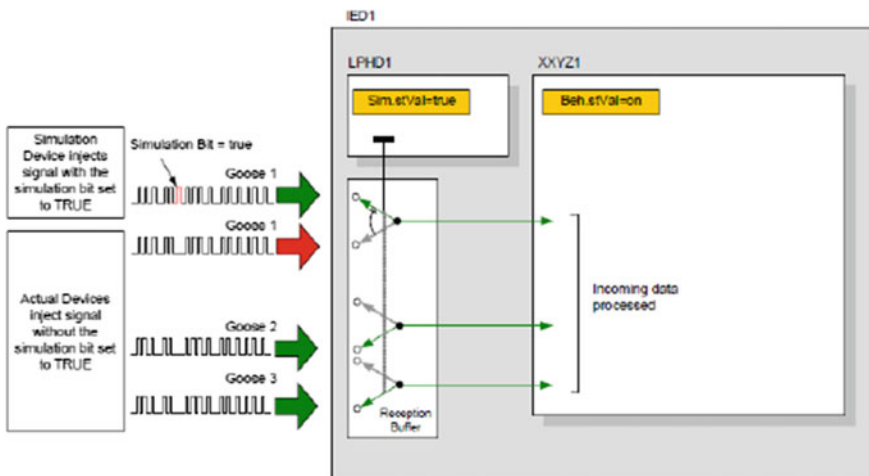 IED1
LPHD1
XXYZ1
Sim.stVal=true
Beh.stVal=on
Simulation
Device injects
signal with the
simulation bit set
to TRUE
Simulation Bit = true
Goose 1
Goose 1
Actual Devices
inject signal
without the
simulation bit set
to TRUE
Goose 2
Goose 3
Incoming data
processed
Reception
Buffer